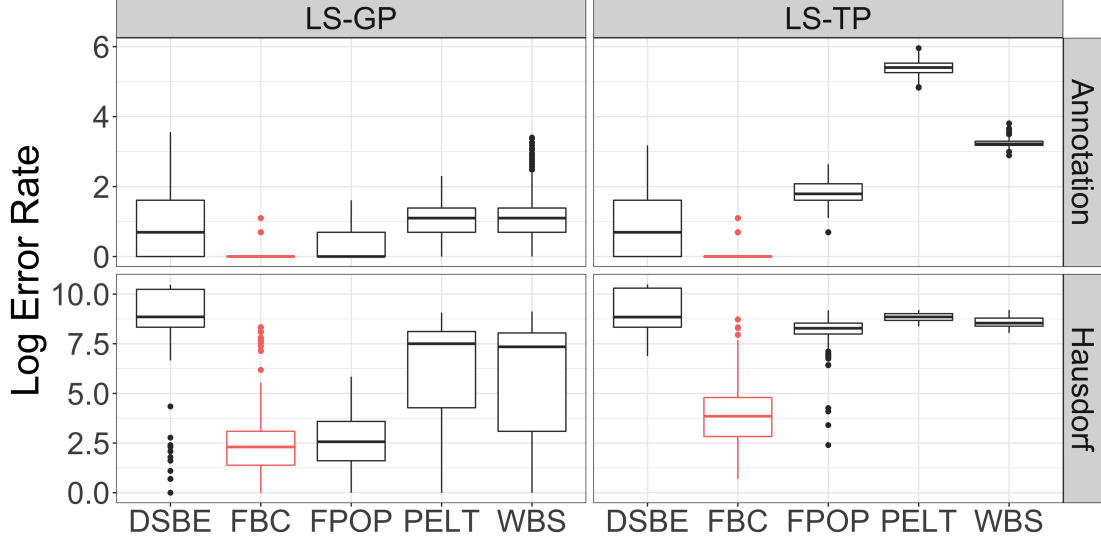 LS-GP
LS-TP
Log Error Rate
6
4
2
0
Annotation
10.0
7.5
5.0
2.5
0.0
Hausdorf
DSBE FBC FPOP PELT WBS
DSBE FBC FPOP PELT WBS